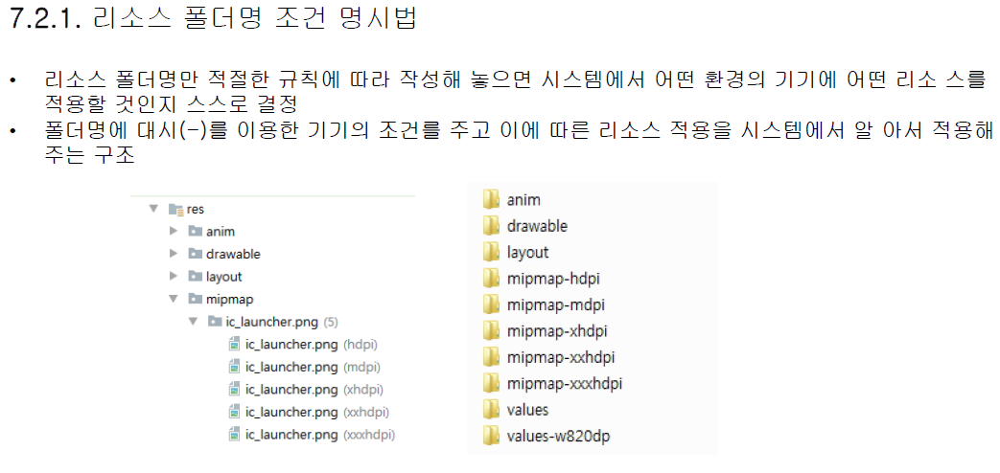 7.2.1. 리소스 폴더명 조건 명시법
• 리소스 폴더명만 적절한 규칙에 따라 작성해 놓으면 시스템에서 어떤 환경의 기기에 어떤 리소 스를
적용할 것인지 스스로 결정
• 폴더명에 대시(-)를 이용한 기기의 조건를 주고 이에 따른 리소스 적용을 시스템에서 알 아서 적용해
주는 구조
res
anim
drawable
layout
mipmap
ic_launcher.png (5)
ic_launcher.png (hdpi)
ic_launcher.png (mdpi)
ic_launcher.png (xhdpi)
ic_launcher.png (xxhdpi)
ic_launcher.png (xxxhdpi)
anim
drawable
layout
mipmap-hdpi
mipmap-mdpi
mipmap-xhdpi
mipmap-xxhdpi
mipmap-xxxhdpi
values
values-w820dp